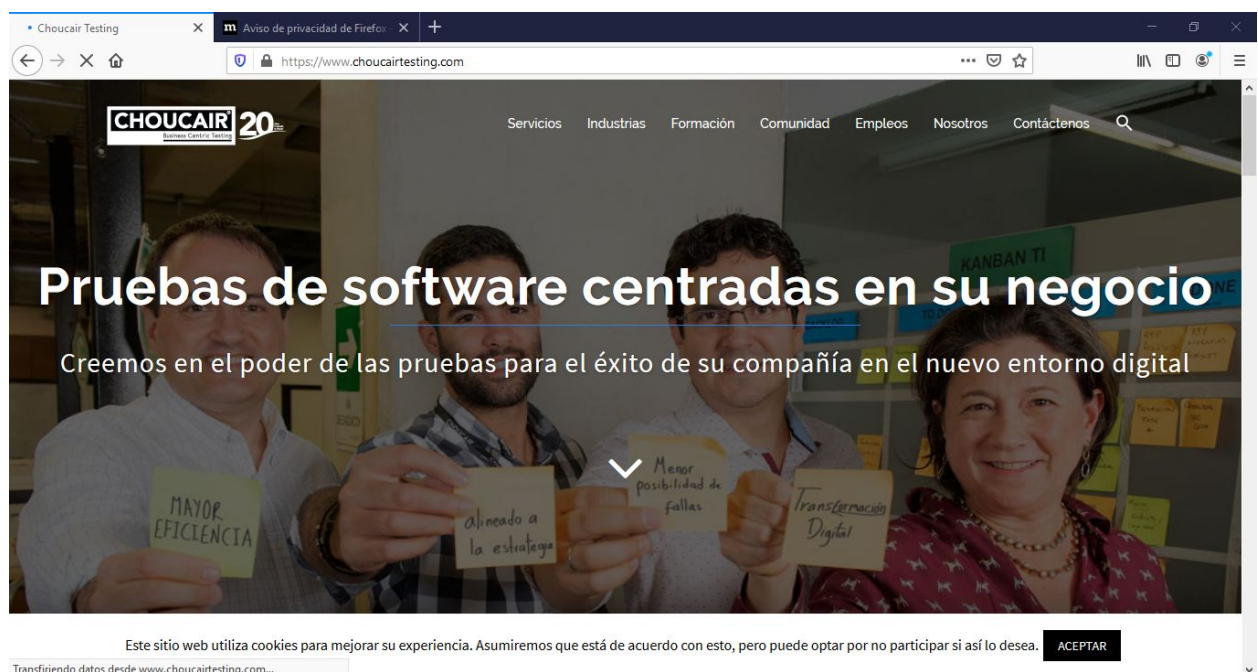 Choucair Testing
Aviso de privacidad de Firefox -
https://www.choucairtesting.com
CHOUCAIR
Business Centric Testing
20
Servicios Industrias Formación Comunidad Empleos Nosotros Contáctenos
KANBAN TI
Pruebas de software centradas en su negocio
TO DO
DONE
Creemos en el poder de las pruebas para el éxito de su compañía en el nuevo entorno digital
MAYOR
EFICIENCIA
alineado a
la estrategia
Menor
posibilidad de
fallas
Transformación
Digital
Este sitio web utiliza cookies para mejorar su experiencia. Asumiremos que está de acuerdo con esto, pero puede optar por no participar si así lo desea. ACEPTAR
Transfiriendo datos desde www.choucairtesting.com...